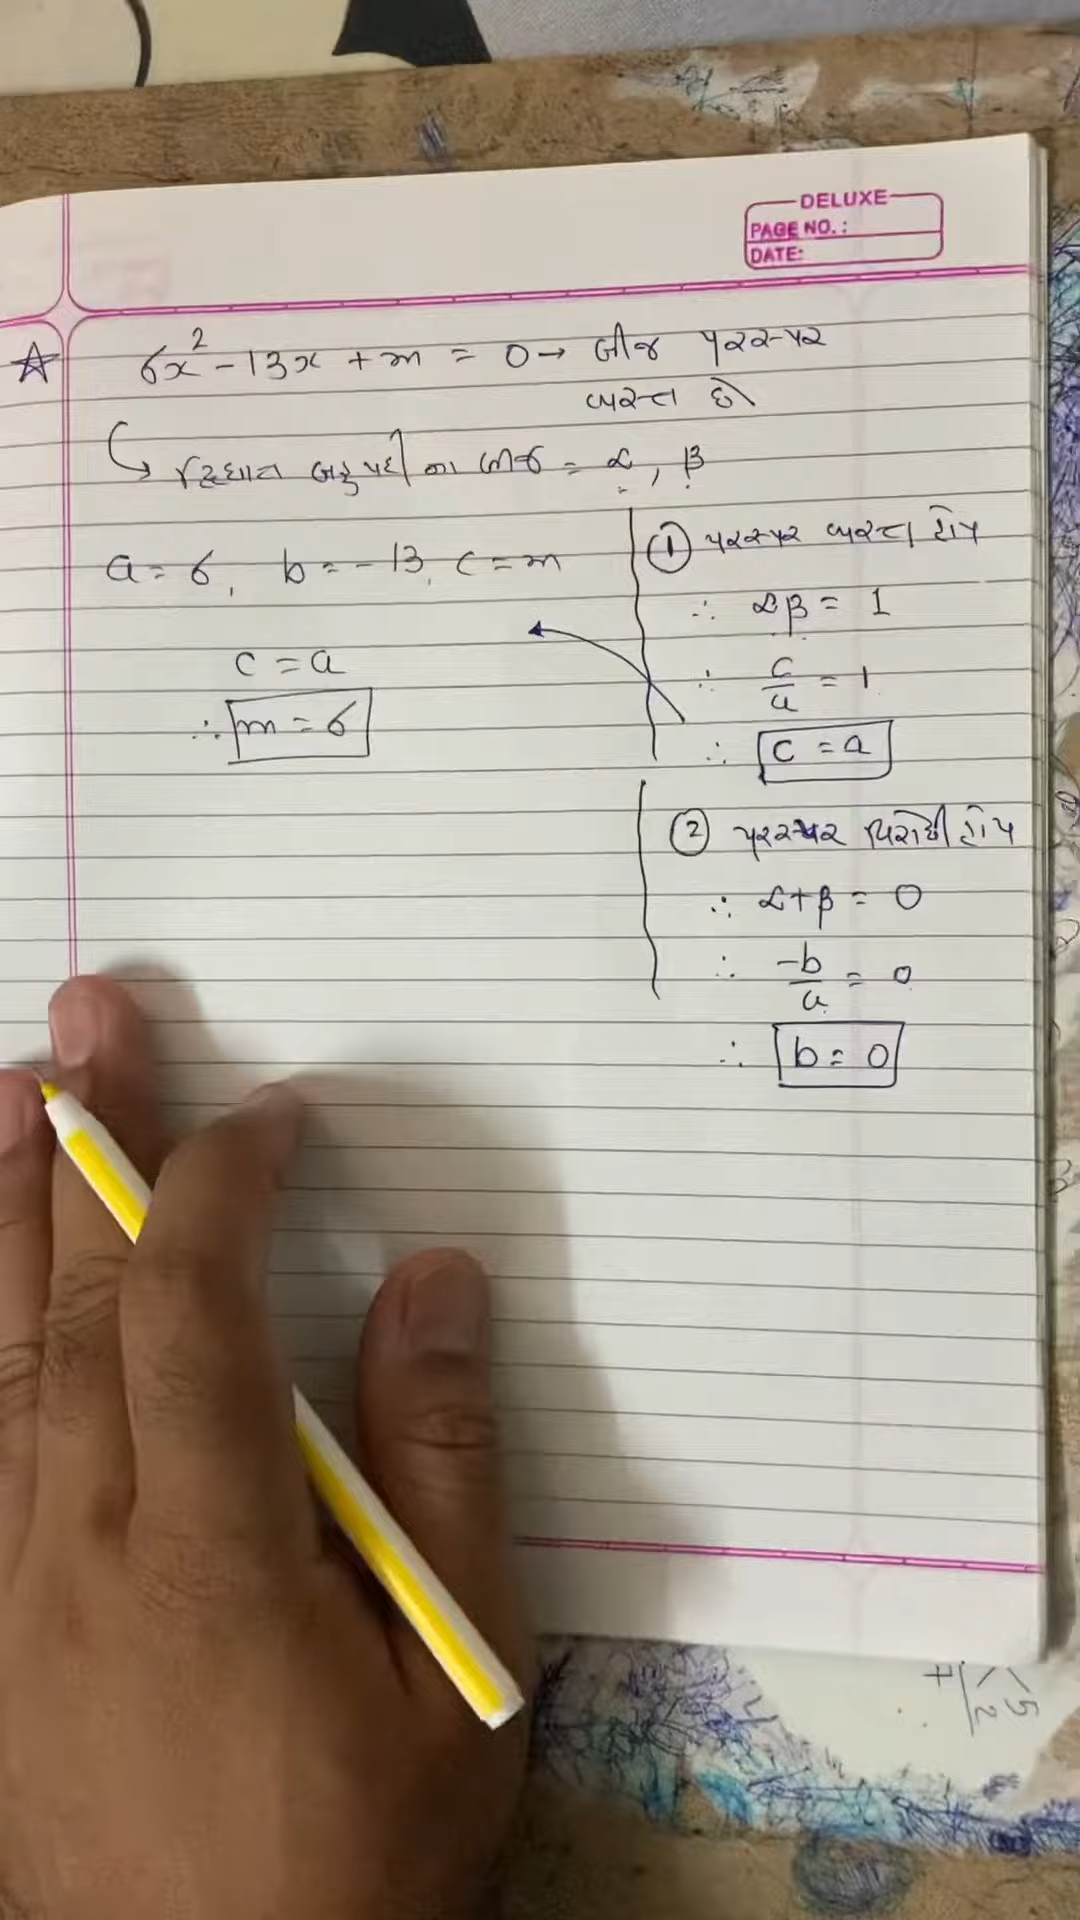 DELUXE
PAGE NO. :
DATE:
6x² - 13x + m = 0 → બીજ પરસ્પર
વ્યસ્ત છે
↳ દ્વિઘાત બહુપદી ના બીજ = α, β
a = 6, b = -13, c = m
c = a
∴ m = 6
① પરસ્પર વ્યસ્ત હોય
∴ αβ = 1
∴ c/a = 1
∴ c = a
② પરસ્પર વિરોધી હોય
∴ α+β = 0
∴ -b/a = 0
∴ b = 0